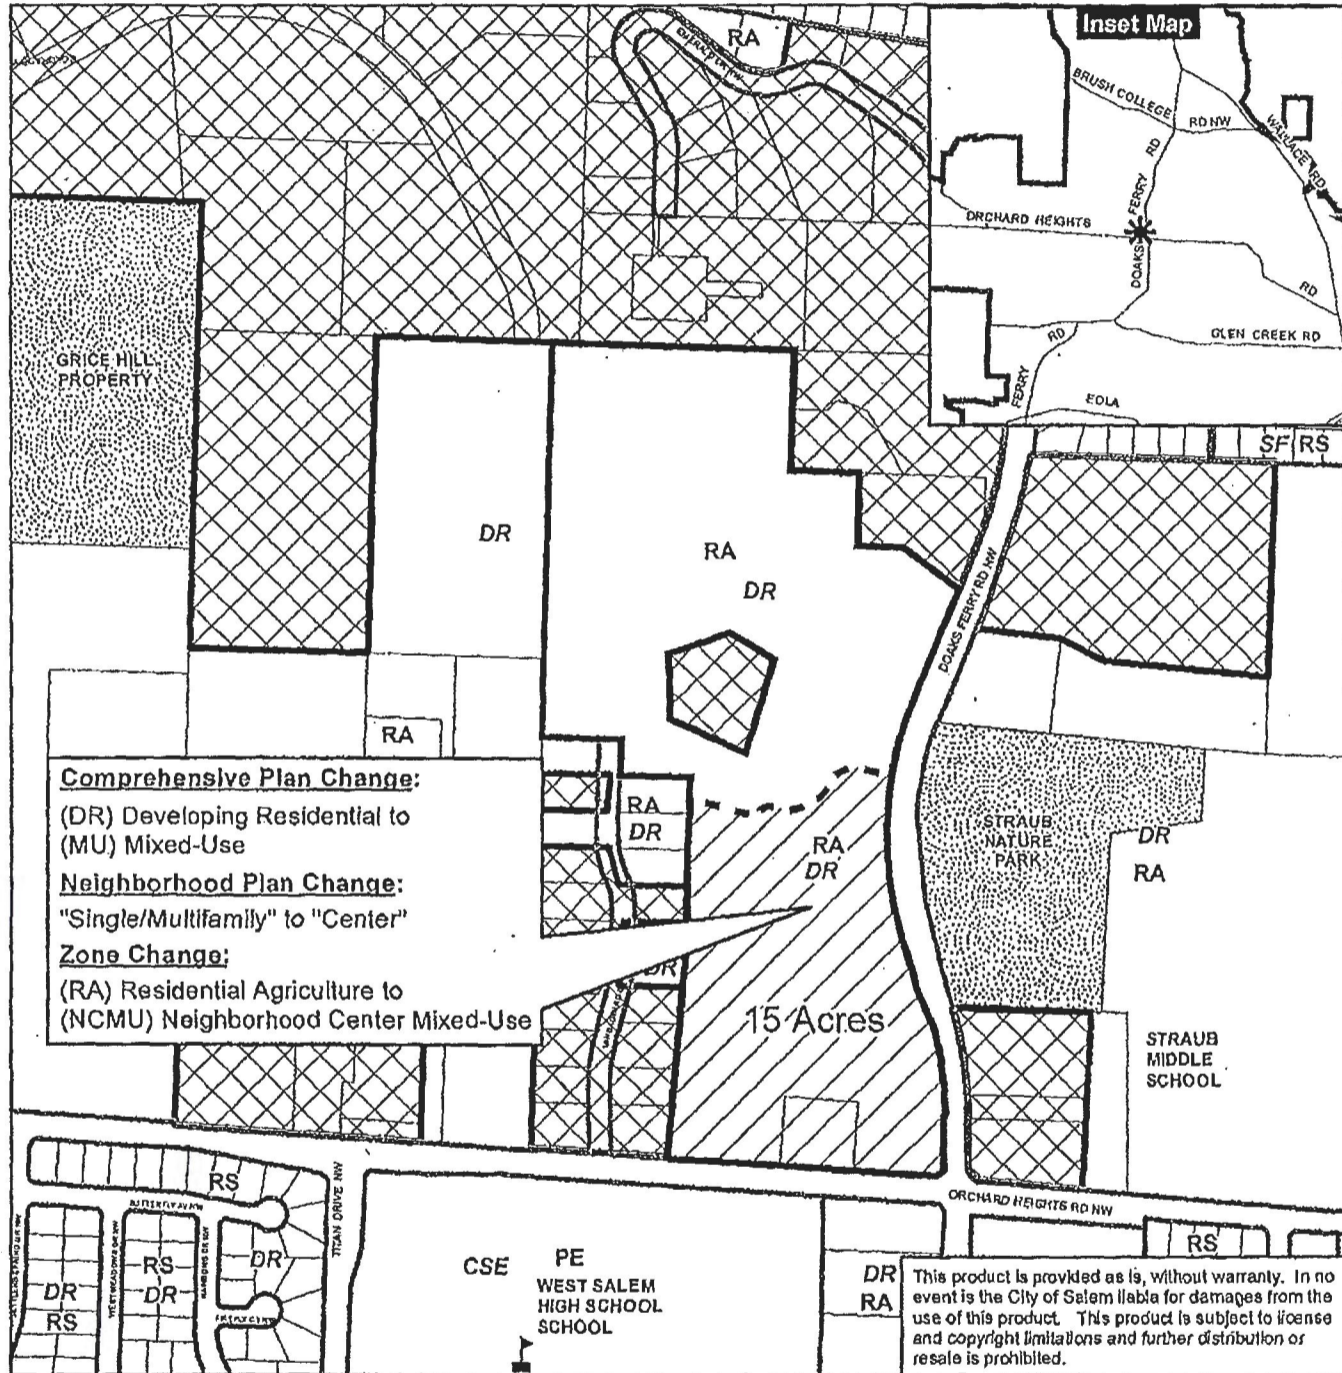 Inset Map
BRUSH COLLEGE
RD NW
WALLACE RD
FERRY RD
ORCHARD HEIGHTS
DOAKS
RD
RD
GLEN CREEK RD
FERRY
EOLA
RA
GRICE HILL
PROPERTY
SF RS
DR
RA
DR
DOAKS FERRY RD NW
RA
Comprehensive Plan Change:
(DR) Developing Residential to
(MU) Mixed-Use
Neighborhood Plan Change:
"Single/Multifamily" to "Center"
Zone Change:
(RA) Residential Agriculture to
(NCMU) Neighborhood Center Mixed-Use
RA
DR
RA
DR
STRAUB
NATURE
PARK
DR
RA
DR
15 Acres
STRAUB
MIDDLE
SCHOOL
ORCHARD HEIGHTS RD NW
RS
TITAN DRIVE NW
RS
DR
RS
DR
DR
RS
CSE
PE
WEST SALEM
HIGH SCHOOL
SCHOOL
DR
RA
RS
This product is provided as is, without warranty. In no
event is the City of Salem liable for damages from the
use of this product. This product is subject to license
and copyright limitations and further distribution or
resale is prohibited.